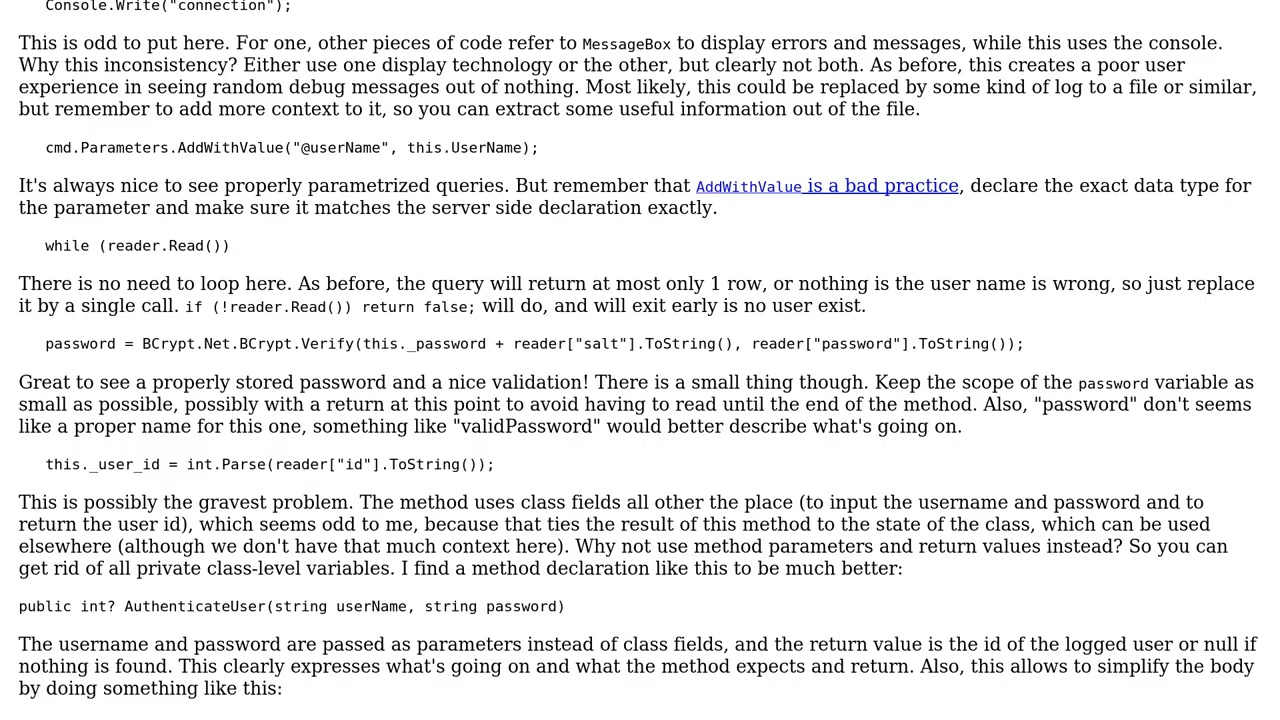 Console.Write("connection");
This is odd to put here. For one, other pieces of code refer to MessageBox to display errors and messages, while this uses the console.
Why this inconsistency? Either use one display technology or the other, but clearly not both. As before, this creates a poor user
experience in seeing random debug messages out of nothing. Most likely, this could be replaced by some kind of log to a file or similar,
but remember to add more context to it, so you can extract some useful information out of the file.
cmd.Parameters.AddWithValue("@userName", this.UserName);
It's always nice to see properly parametrized queries. But remember that AddWithValue is a bad practice, declare the exact data type for
the parameter and make sure it matches the server side declaration exactly.
while (reader.Read())
There is no need to loop here. As before, the query will return at most only 1 row, or nothing is the user name is wrong, so just replace
it by a single call. if (!reader.Read()) return false; will do, and will exit early is no user exist.
password = BCrypt.Net.BCrypt.Verify(this._password + reader["salt"].ToString(), reader["password"].ToString());
Great to see a properly stored password and a nice validation! There is a small thing though. Keep the scope of the password variable as
small as possible, possibly with a return at this point to avoid having to read until the end of the method. Also, "password" don't seems
like a proper name for this one, something like "validPassword" would better describe what's going on.
this._user_id = int.Parse(reader["id"].ToString());
This is possibly the gravest problem. The method uses class fields all other the place (to input the username and password and to
return the user id), which seems odd to me, because that ties the result of this method to the state of the class, which can be used
elsewhere (although we don't have that much context here). Why not use method parameters and return values instead? So you can
get rid of all private class-level variables. I find a method declaration like this to be much better:
public int? AuthenticateUser(string userName, string password)
The username and password are passed as parameters instead of class fields, and the return value is the id of the logged user or null if
nothing is found. This clearly expresses what's going on and what the method expects and return. Also, this allows to simplify the body
by doing something like this: